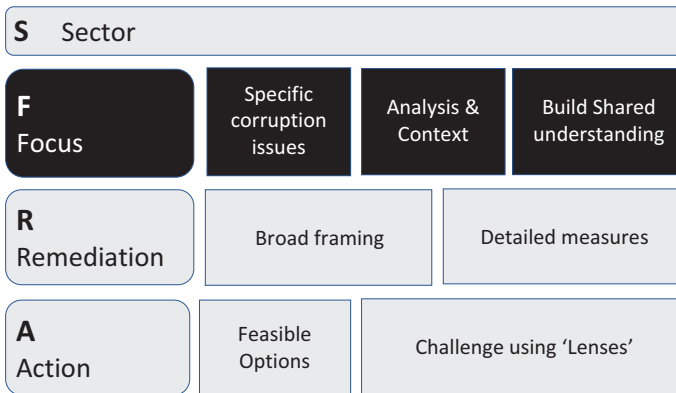 S Sector
F
Focus
Specific
corruption
issues
Analysis &
Context
Build Shared
understanding
R
Remediation
Broad framing
Detailed measures
A
Action
Feasible
Options
Challenge using ‘Lenses’